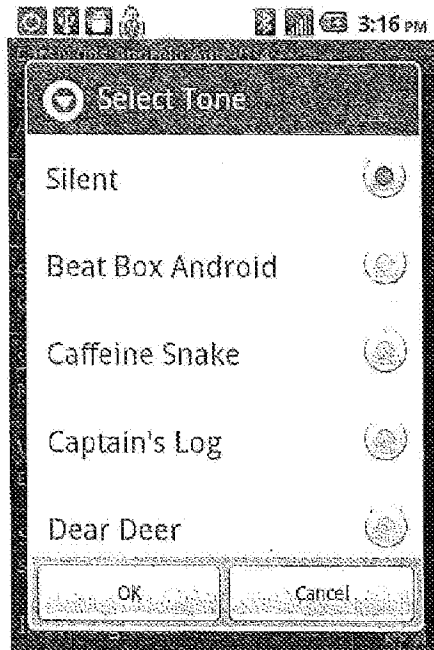 3:16 PM
Select Tone
Silent
Beat Box Android
Caffeine Snake
Captain's Log
Dear Deer
OK
Cancel